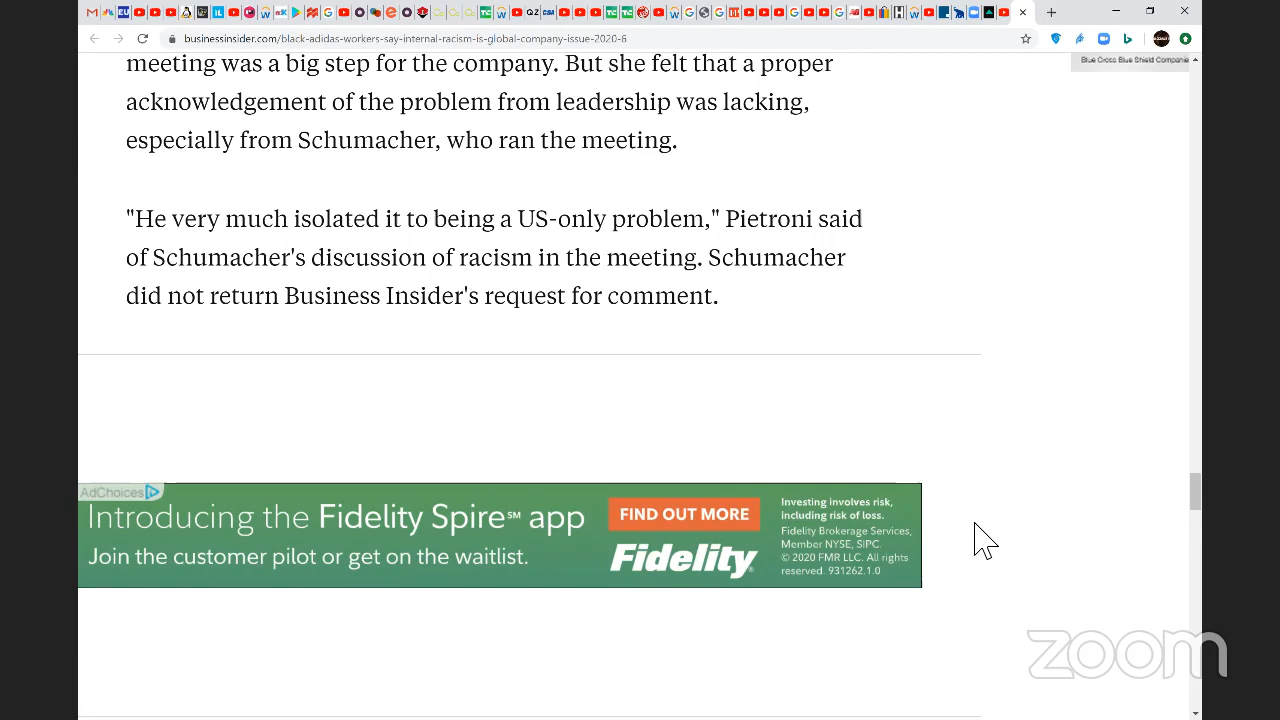 businessinsider.com/black-adidas-workers-say-internal-racism-is-global-company-issue-2020-6
Blue Cross Blue Shield Companie
meeting was a big step for the company. But she felt that a proper
acknowledgement of the problem from leadership was lacking,
especially from Schumacher, who ran the meeting.
"He very much isolated it to being a US-only problem," Pietroni said
of Schumacher's discussion of racism in the meeting. Schumacher
did not return Business Insider's request for comment.
AdChoices
Introducing the Fidelity Spire℠ app
Join the customer pilot or get on the waitlist.
FIND OUT MORE
Fidelity
Investing involves risk,
including risk of loss.
Fidelity Brokerage Services,
Member NYSE, SIPC
© 2020 FMR LLC. All rights
reserved. 931262.1.0
zoom